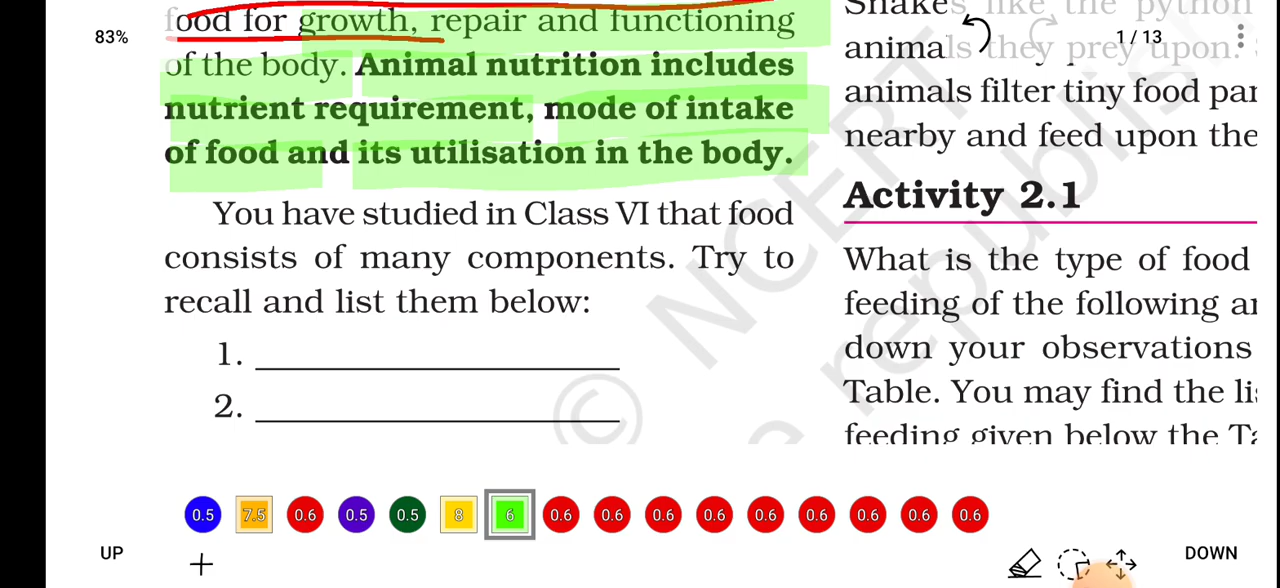 83%
food for growth, repair and functioning
of the body. Animal nutrition includes
nutrient requirement, mode of intake
of food and its utilisation in the body.
You have studied in Class VI that food
consists of many components. Try to
recall and list them below:
1.
2.
Snakes like the python
animals they prey upon.
animals filter tiny food
nearby and feed upon the
Activity 2.1
What is the type of food
feeding of the following
down your observations
Table. You may find the
feeding given below the
1 / 13
© NCERT
republish
0.5 7.5 0.6 0.5 0.5 8 6 0.6 0.6 0.6 0.6 0.6 0.6 0.6 0.6 0.6
UP
+
DOWN